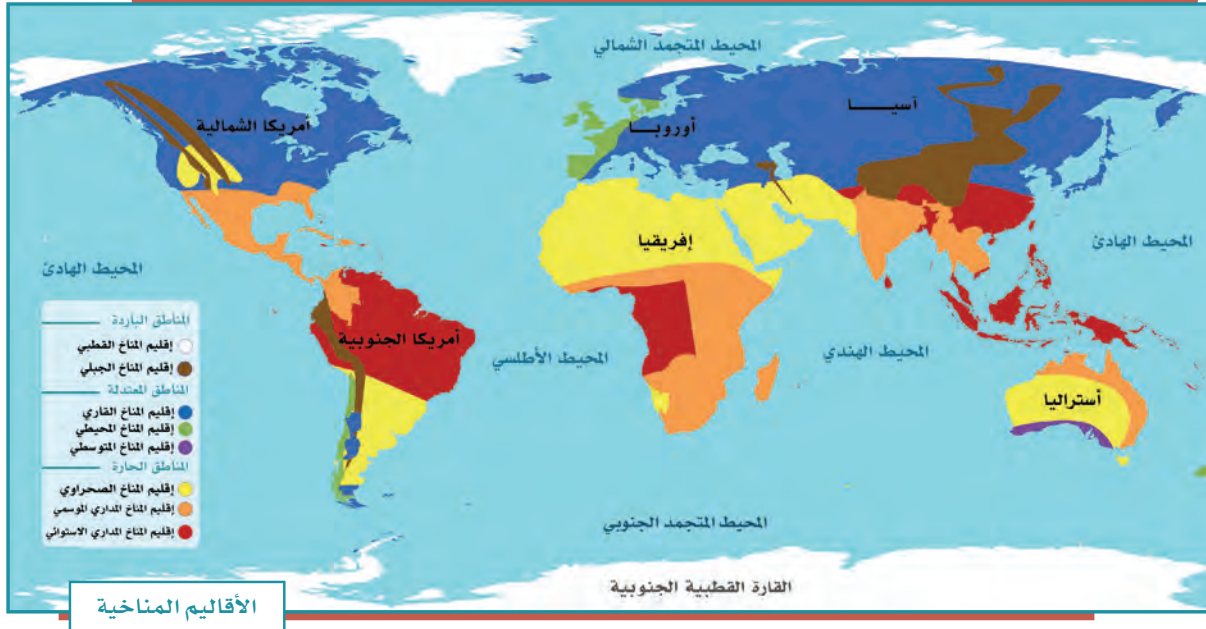 المحيط المتجمد الشمالي
أمريكا الشمالية
أوروبـــا
آسيـــــا
إفريقيا
المحيط الهادئ
المحيط الهادئ
أمريكا الجنوبية
المحيط الأطلسي
المحيط الهندي
أستراليا
المحيط المتجمد الجنوبي
القارة القطبية الجنوبية
المناطق الباردة
إقليم المناخ القطبي
إقليم المناخ الجبلي
المناطق المعتدلة
إقليم المناخ القاري
إقليم المناخ المحيطي
إقليم المناخ المتوسطي
المناطق الحارة
إقليم المناخ الصحراوي
إقليم المناخ المداري الموسمي
إقليم المناخ المداري الاستوائي
الأقاليم المناخية